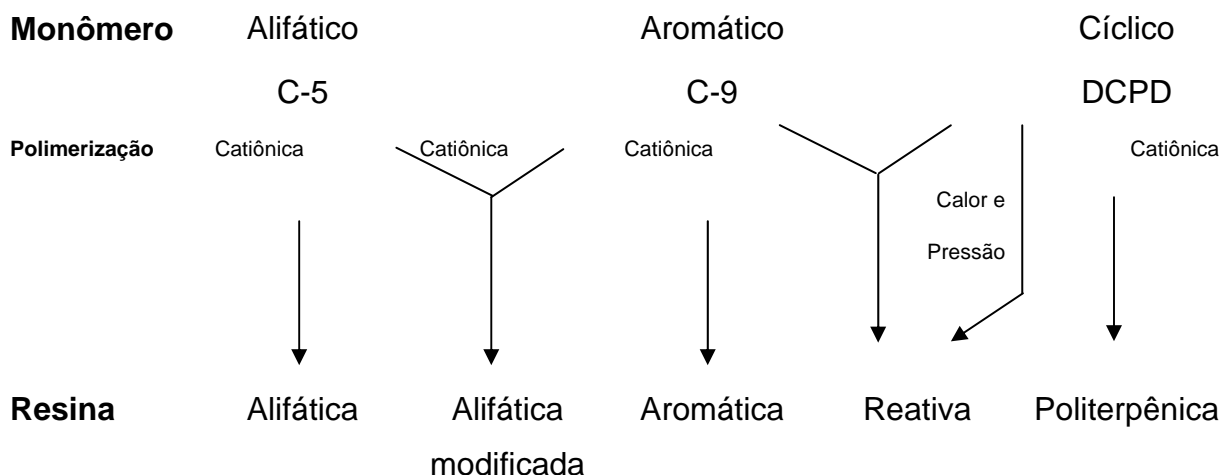 Monômero Alifático Aromático Cíclico
C-5 C-9 DCPD
Polimerização Catiônica Catiônica Catiônica Catiônica
Calor e
Pressão
Resina Alifática Alifática Aromática Reativa Politerpênica
modificada